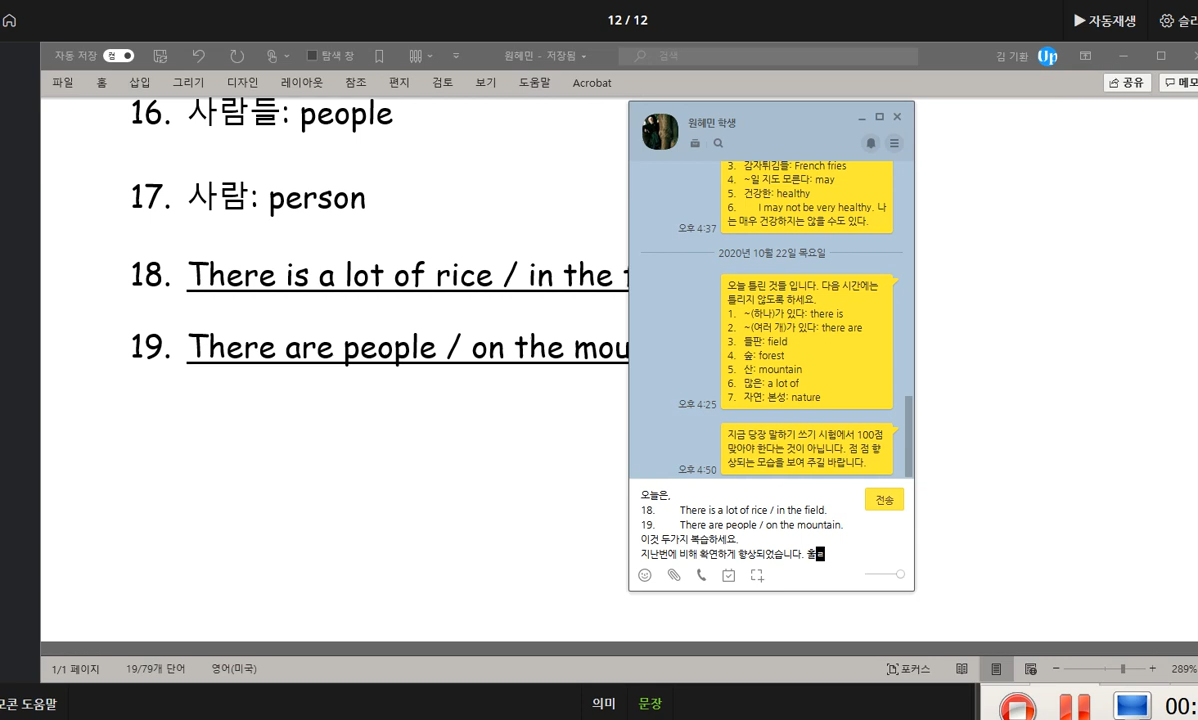 12 / 12
▶ 자동재생
자동 저장
탐색 창
원혜민 - 저장됨
검색
김 기환
Up
파일 홈 삽입 그리기 디자인 레이아웃 참조 편지 검토 보기 도움말 Acrobat
공유
16. 사람들: people
17. 사람: person
18. There is a lot of rice / in the
19. There are people / on the mou
원혜민 학생
3. 감자튀김들: French fries
4. ~일 지도 모른다: may
5. 건강한: healthy
6. I may not be very healthy. 나
는 매우 건강하지는 않을 수도 있다.
오후 4:37
2020년 10월 22일 목요일
오늘 틀린 것들 입니다. 다음 시간에는
틀리지 않도록 하세요.
1. ~(하나)가 있다: there is
2. ~(여러 개)가 있다: there are
3. 들판: field
4. 숲: forest
5. 산: mountain
6. 많은: a lot of
7. 자연: 본성: nature
오후 4:25
지금 당장 말하기 쓰기 시험에서 100점
맞아야 한다는 것이 아닙니다. 점 점 향
상되는 모습을 보여 주길 바랍니다.
오후 4:50
오늘은,
18. There is a lot of rice / in the field.
19. There are people / on the mountain.
이것 두가지 복습하세요.
지난번에 비해 확연하게 향상되었습니다. 올ㄹ
전송
1/1 페이지 19/79개 단어 영어(미국)
포커스
289%
모콘 도움말
의미 문장
00: